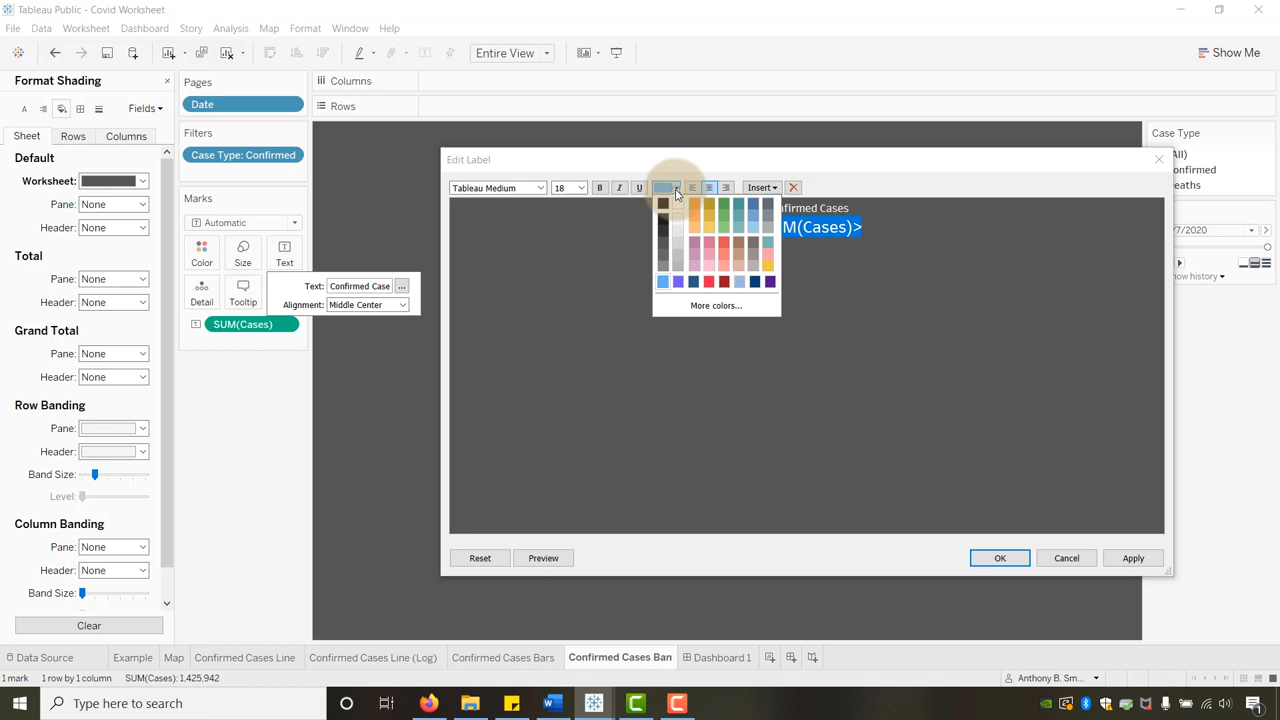 Tableau Public - Covid Worksheet
File Data Worksheet Dashboard Story Analysis Map Format Window Help
Entire View
Show Me
Format Shading
Fields
Sheet Rows Columns
Default
Worksheet:
Pane: None
Header: None
Total
Pane: None
Header: None
Grand Total
Pane: None
Header: None
Row Banding
Pane:
Header:
Band Size:
Level:
Column Banding
Pane: None
Header: None
Band Size:
Clear
Pages
Date
Filters
Case Type: Confirmed
Marks
Automatic
Color Size Text
Detail Tooltip
SUM(Cases)
Text: Confirmed Case ...
Alignment: Middle Center
Columns
Rows
Edit Label
Tableau Medium 18 B I U Insert
nfirmed Cases
M(Cases)>
More colors...
Reset Preview OK Cancel Apply
Case Type
All)
onfirmed
eaths
7/2020
how history
Data Source Example Map Confirmed Cases Line Confirmed Cases Line (Log) Confirmed Cases Bars Confirmed Cases Ban Dashboard 1
1 mark 1 row by 1 column SUM(Cases): 1,425,942
Anthony B. Sm...
Type here to search